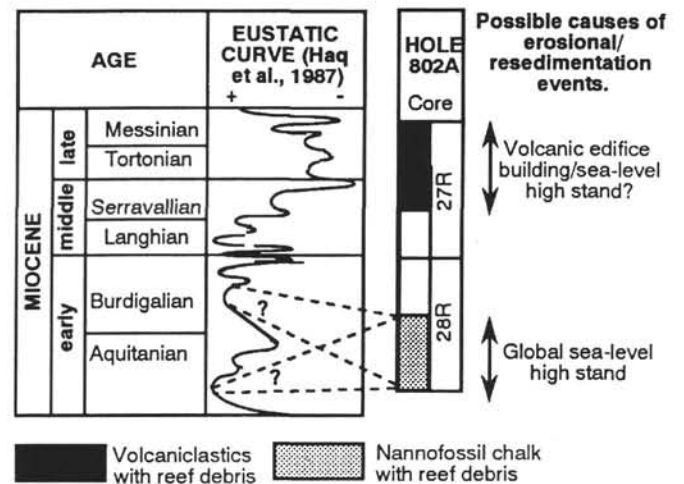 AGE
EUSTATIC
CURVE (Haq
et al., 1987)
+ -
HOLE
802A
Core
Possible causes of
erosional/
resedimentation
events.
MIOCENE
late
Messinian
Tortonian
middle
Serravallian
Langhian
early
Burdigalian
Aquitanian
?
?
27R
28R
Volcanic edifice
building/sea-level
high stand?
Global sea-level
high stand
Volcaniclastics
with reef debris
Nannofossil chalk
with reef debris